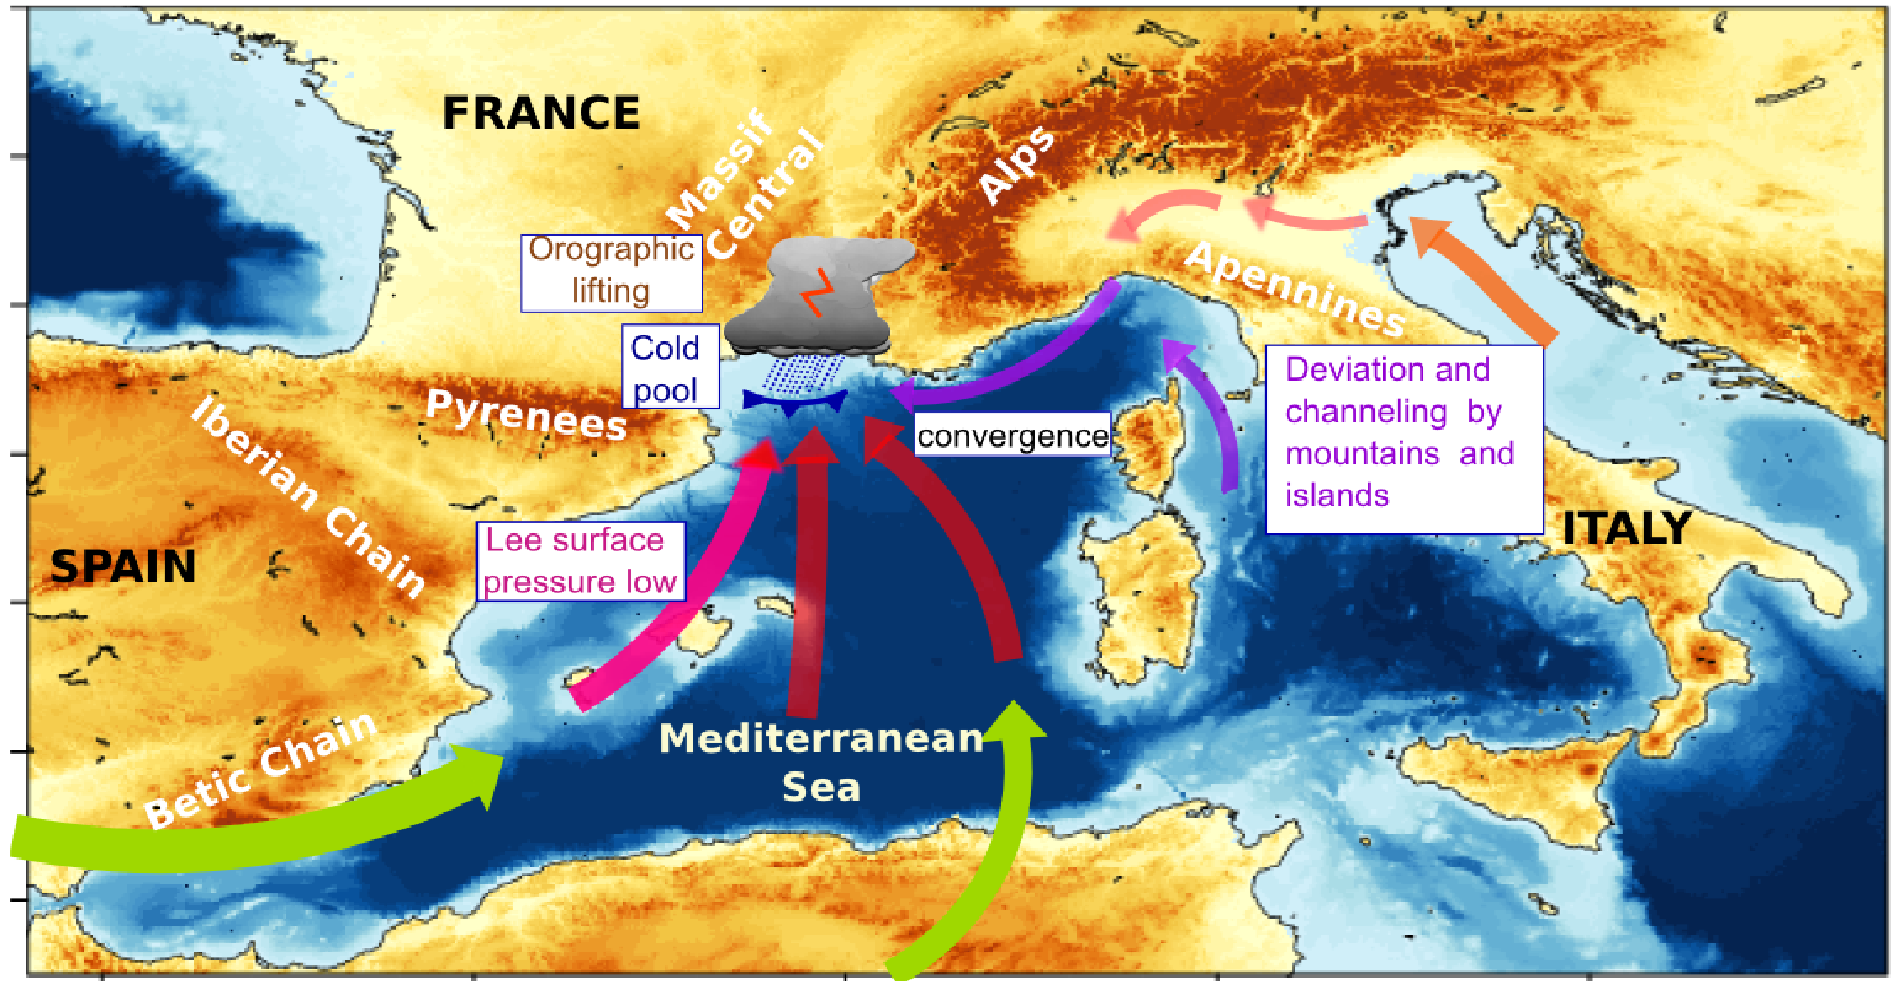 FRANCE
Massif
Central
Alps
Orographic
lifting
Apennines
Cold
pool
Deviation and
channeling by
mountains and
islands
Pyrenees
convergence
Iberian Chain
SPAIN
Lee surface
pressure low
ITALY
Mediterranean
Sea
Betic Chain